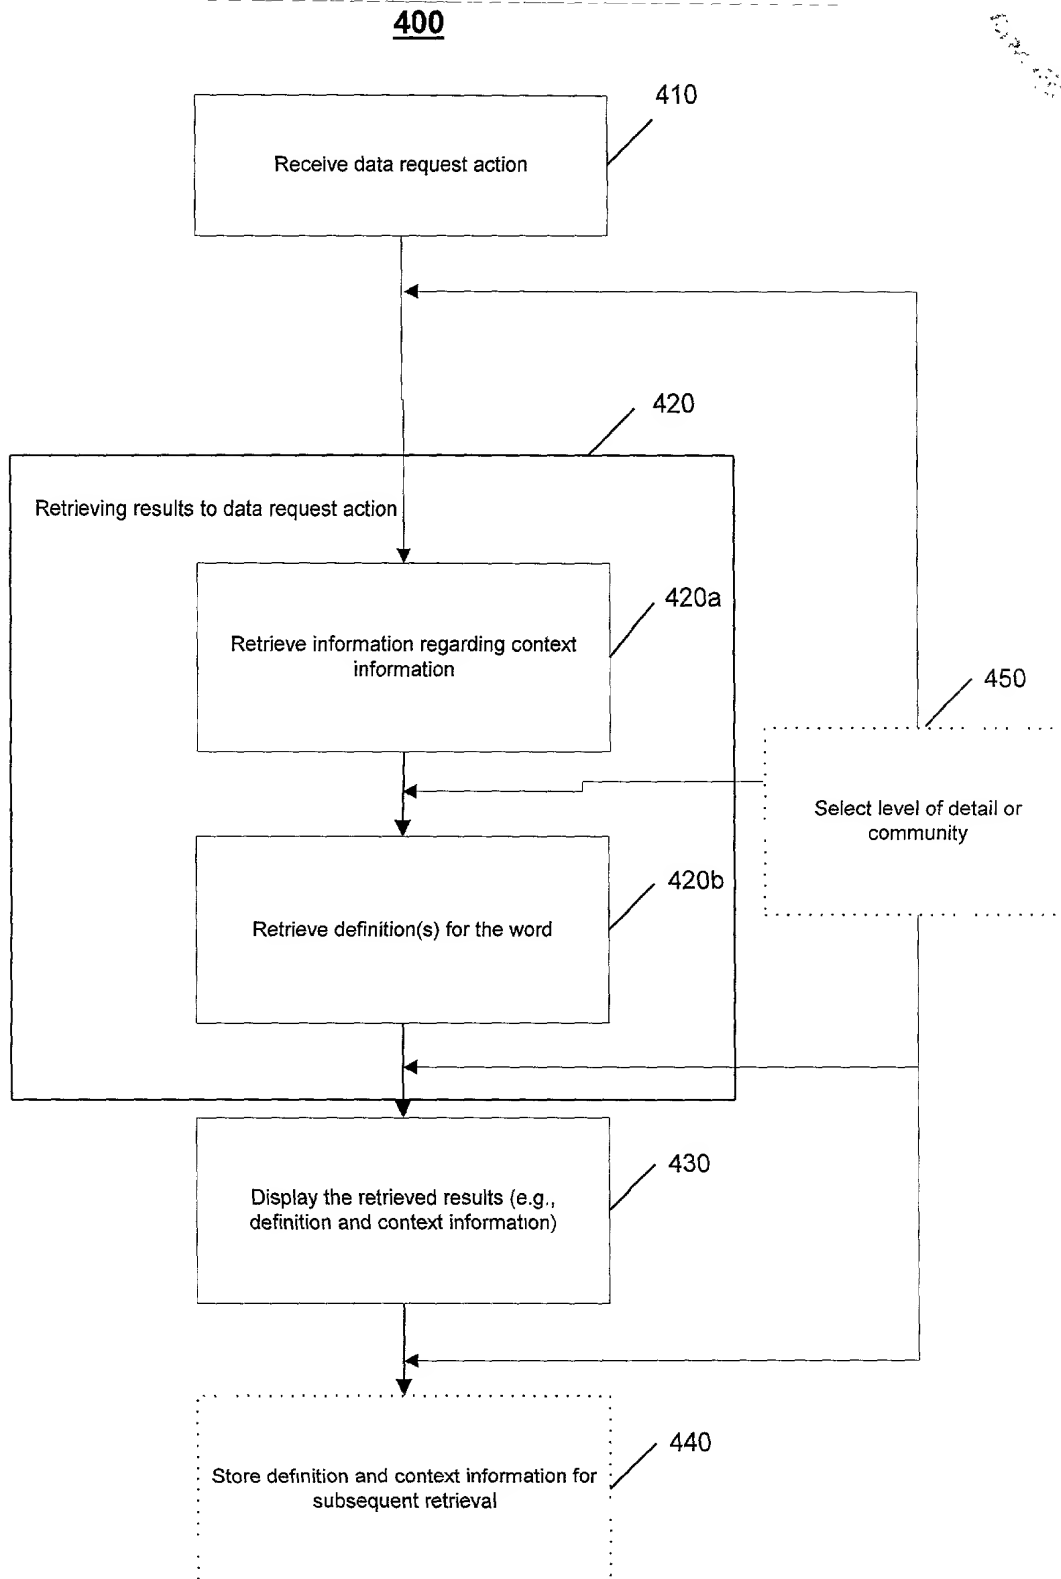 400
410
Receive data request action
420
Retrieving results to data request action
420a
Retrieve information regarding context
information
450
Select level of detail or
community
420b
Retrieve definition(s) for the word
430
Display the retrieved results (e.g.,
definition and context information)
440
Store definition and context information for
subsequent retrieval